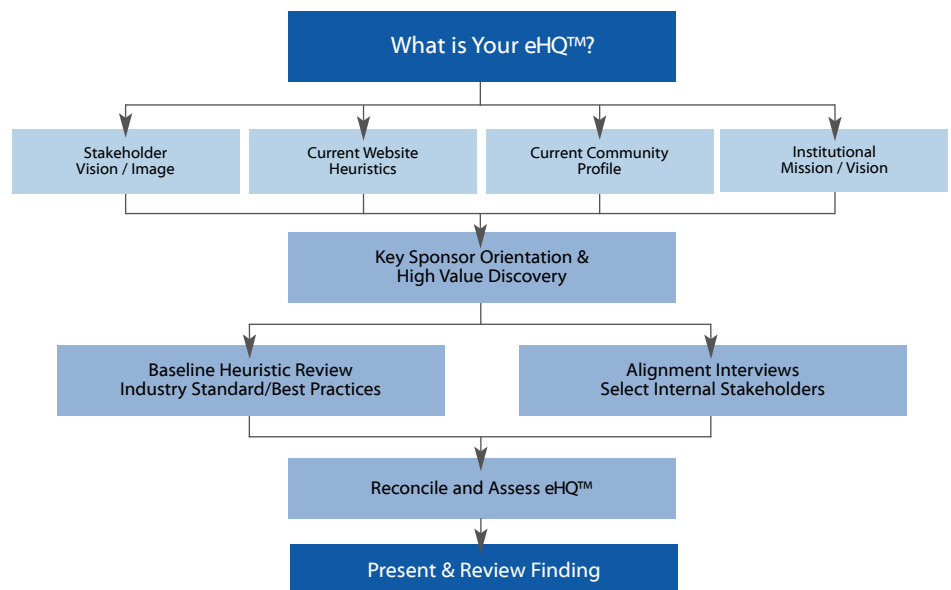 What is Your eHQ™?
Stakeholder
Vision / Image
Current Website
Heuristics
Current Community
Profile
Institutional
Mission / Vision
Key Sponsor Orientation &
High Value Discovery
Baseline Heuristic Review
Industry Standard/Best Practices
Alignment Interviews
Select Internal Stakeholders
Reconcile and Assess eHQ™
Present & Review Finding